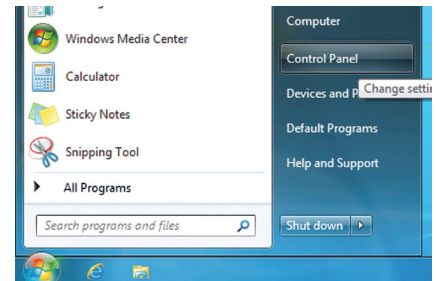 Windows Media Center
Calculator
Sticky Notes
Snipping Tool
All Programs
Search programs and files
Computer
Control Panel
Devices and P
Change settin
Default Programs
Help and Support
Shut down